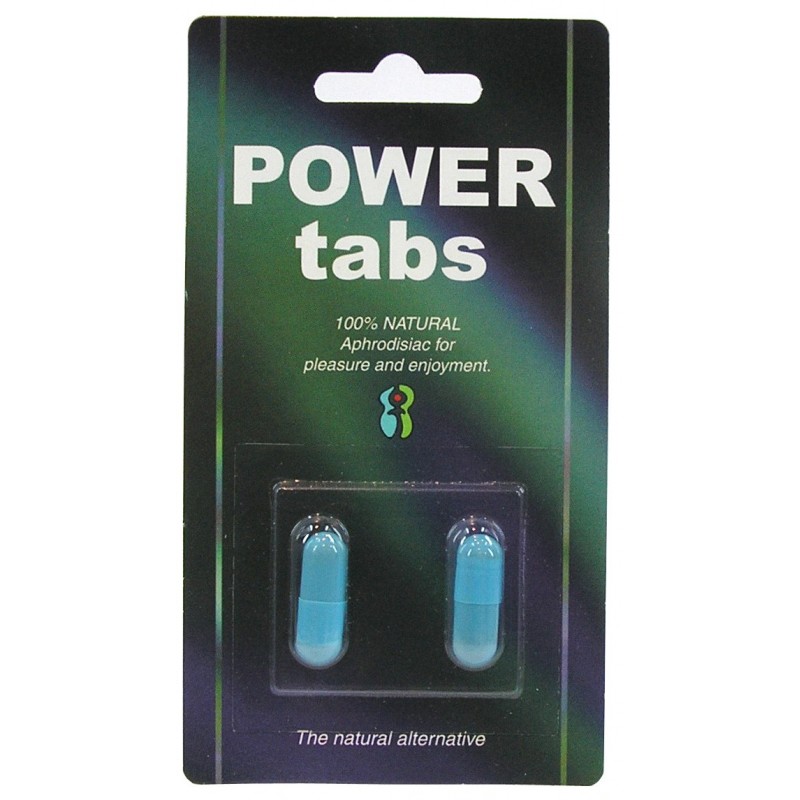 POWER
tabs
100% NATURAL
Aphrodisiac for
pleasure and enjoyment.
The natural alternative